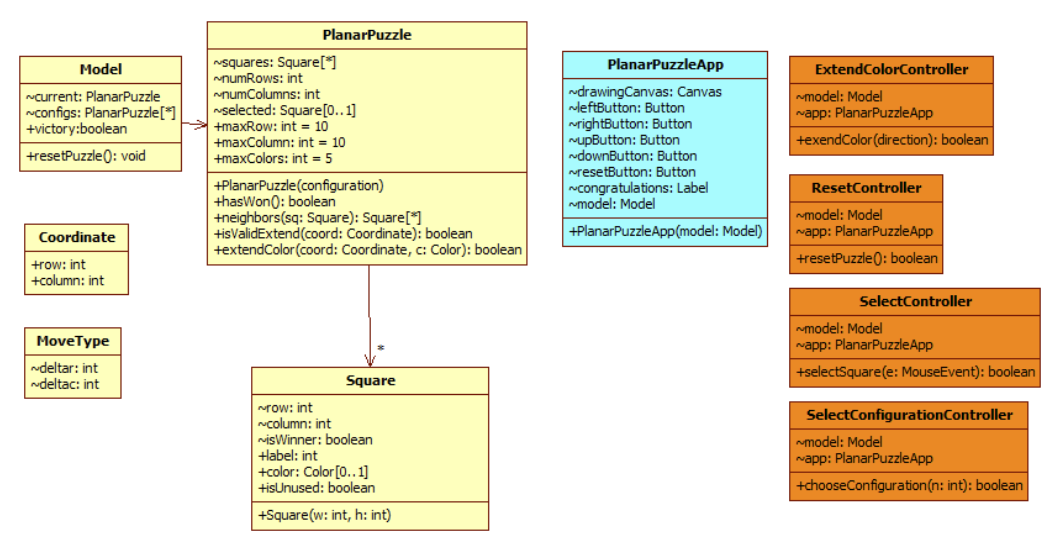 Model
~current: PlanarPuzzle
~configs: PlanarPuzzle[*]
+victory:boolean
+resetPuzzle(): void
PlanarPuzzle
~squares: Square[*]
~numRows: int
~numColumns: int
~selected: Square[0..1]
+maxRow: int = 10
+maxColumn: int = 10
+maxColors: int = 5
+PlanarPuzzle(configuration)
+hasWon(): boolean
+neighbors(sq: Square): Square[*]
+isValidExtend(coord: Coordinate): boolean
+extendColor(coord: Coordinate, c: Color): boolean
Coordinate
+row: int
+column: int
MoveType
~deltar: int
~deltac: int
*
Square
~row: int
~column: int
~isWinner: boolean
+label: int
+color: Color[0..1]
+isUnused: boolean
+Square(w: int, h: int)
PlanarPuzzleApp
~drawingCanvas: Canvas
~leftButton: Button
~rightButton: Button
~upButton: Button
~downButton: Button
~resetButton: Button
~congratulations: Label
~model: Model
+PlanarPuzzleApp(model: Model)
ExtendColorController
~model: Model
~app: PlanarPuzzleApp
+exendColor(direction): boolean
ResetController
~model: Model
~app: PlanarPuzzleApp
+resetPuzzle(): boolean
SelectController
~model: Model
~app: PlanarPuzzleApp
+selectSquare(e: MouseEvent): boolean
SelectConfigurationController
~model: Model
~app: PlanarPuzzleApp
+chooseConfiguration(n: int): boolean